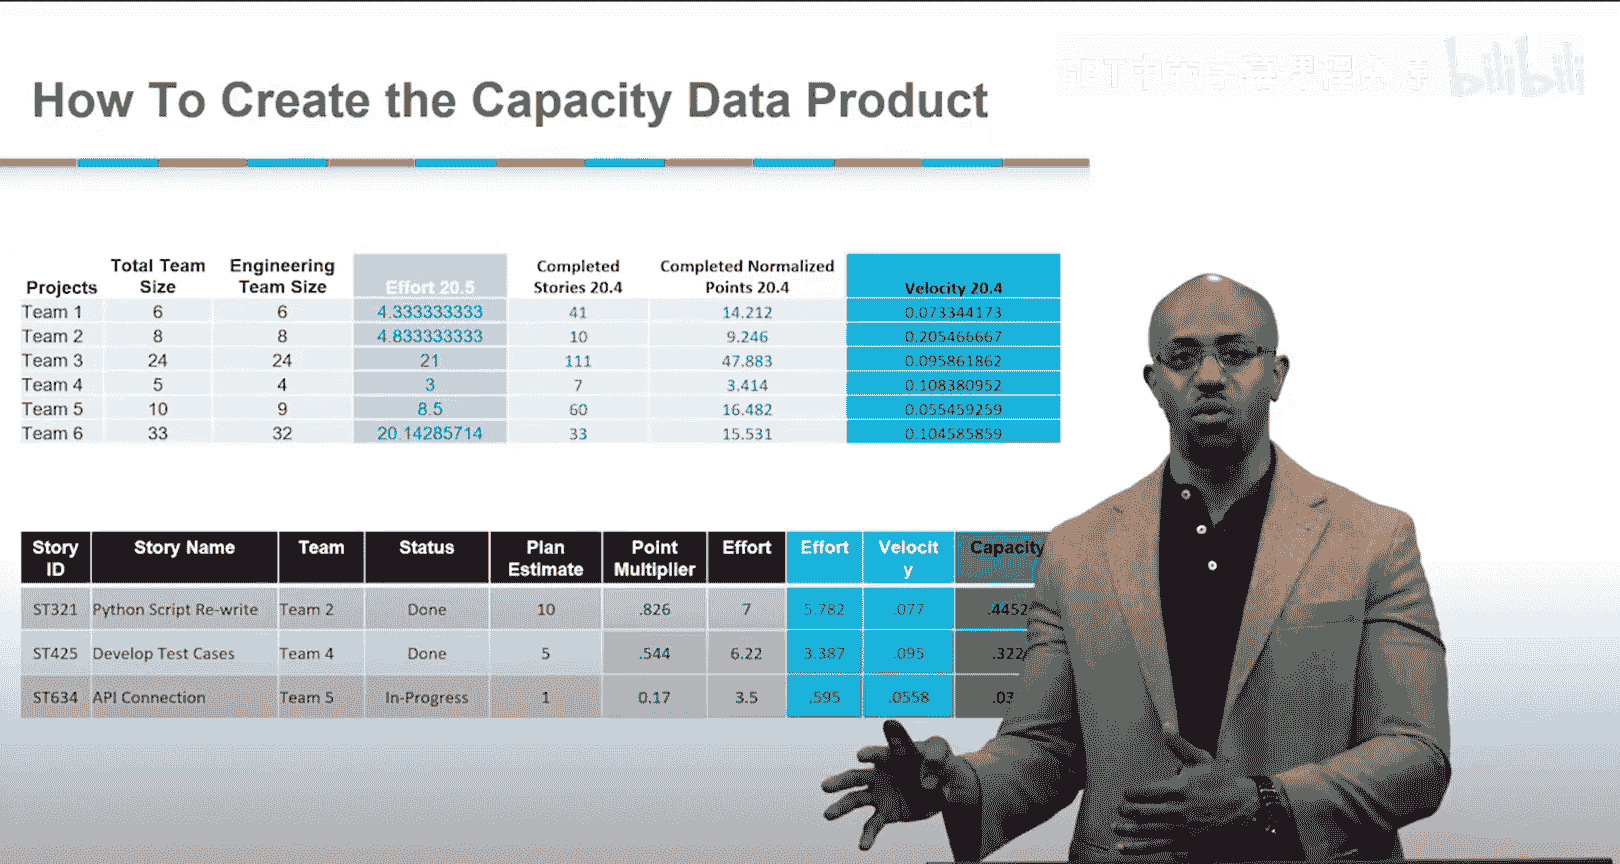 bilibili
How To Create the Capacity Data Product
Projects Total Team Size Engineering Team Size Effort 20.5 Completed Stories 20.4 Completed Normalized Points 20.4 Velocity 20.4
Team 1 6 6 4.333333333 41 14.212 0.073344173
Team 2 8 8 4.833333333 10 9.246 0.205466667
Team 3 24 24 21 111 47.883 0.095861862
Team 4 5 4 3 7 3.414 0.108380952
Team 5 10 9 8.5 60 16.482 0.055459259
Team 6 33 32 20.14285714 33 15.531 0.104585859
Story ID Story Name Team Status Plan Estimate Point Multiplier Effort Effort Velocity Capacity
ST321 Python Script Re-write Team 2 Done 10 .826 7 5.782 .077 .4452
ST425 Develop Test Cases Team 4 Done 5 .544 6.22 3.387 .095 .322
ST634 API Connection Team 5 In-Progress 1 0.17 3.5 .595 .0558 .03